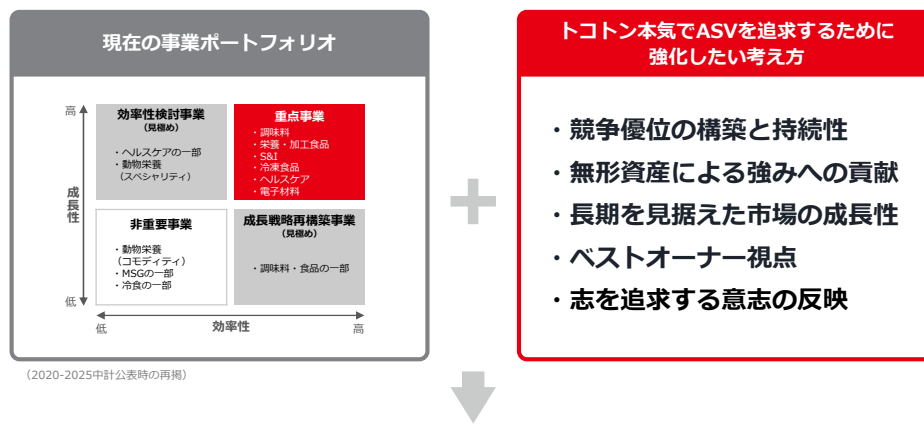 現在の事業ポートフォリオ
高
成長性
低
効率性検討事業
(見極め)
・ヘルスケアの一部
・動物栄養
(スペシャリティ)
重点事業
・調味料
・栄養・加工食品
・S&I
・冷凍食品
・ヘルスケア
・電子材料
非重要事業
・動物栄養
(コモディティ)
・MSGの一部
・冷食の一部
成長戦略再構築事業
(見極め)
・調味料・食品の一部
低
効率性
高
(2020-2025中計公表時の再掲)
トコトン本気でASVを追求するために
強化したい考え方
・競争優位の構築と持続性
・無形資産による強みへの貢献
・長期を見据えた市場の成長性
・ベストオーナー視点
・志を追求する意志の反映